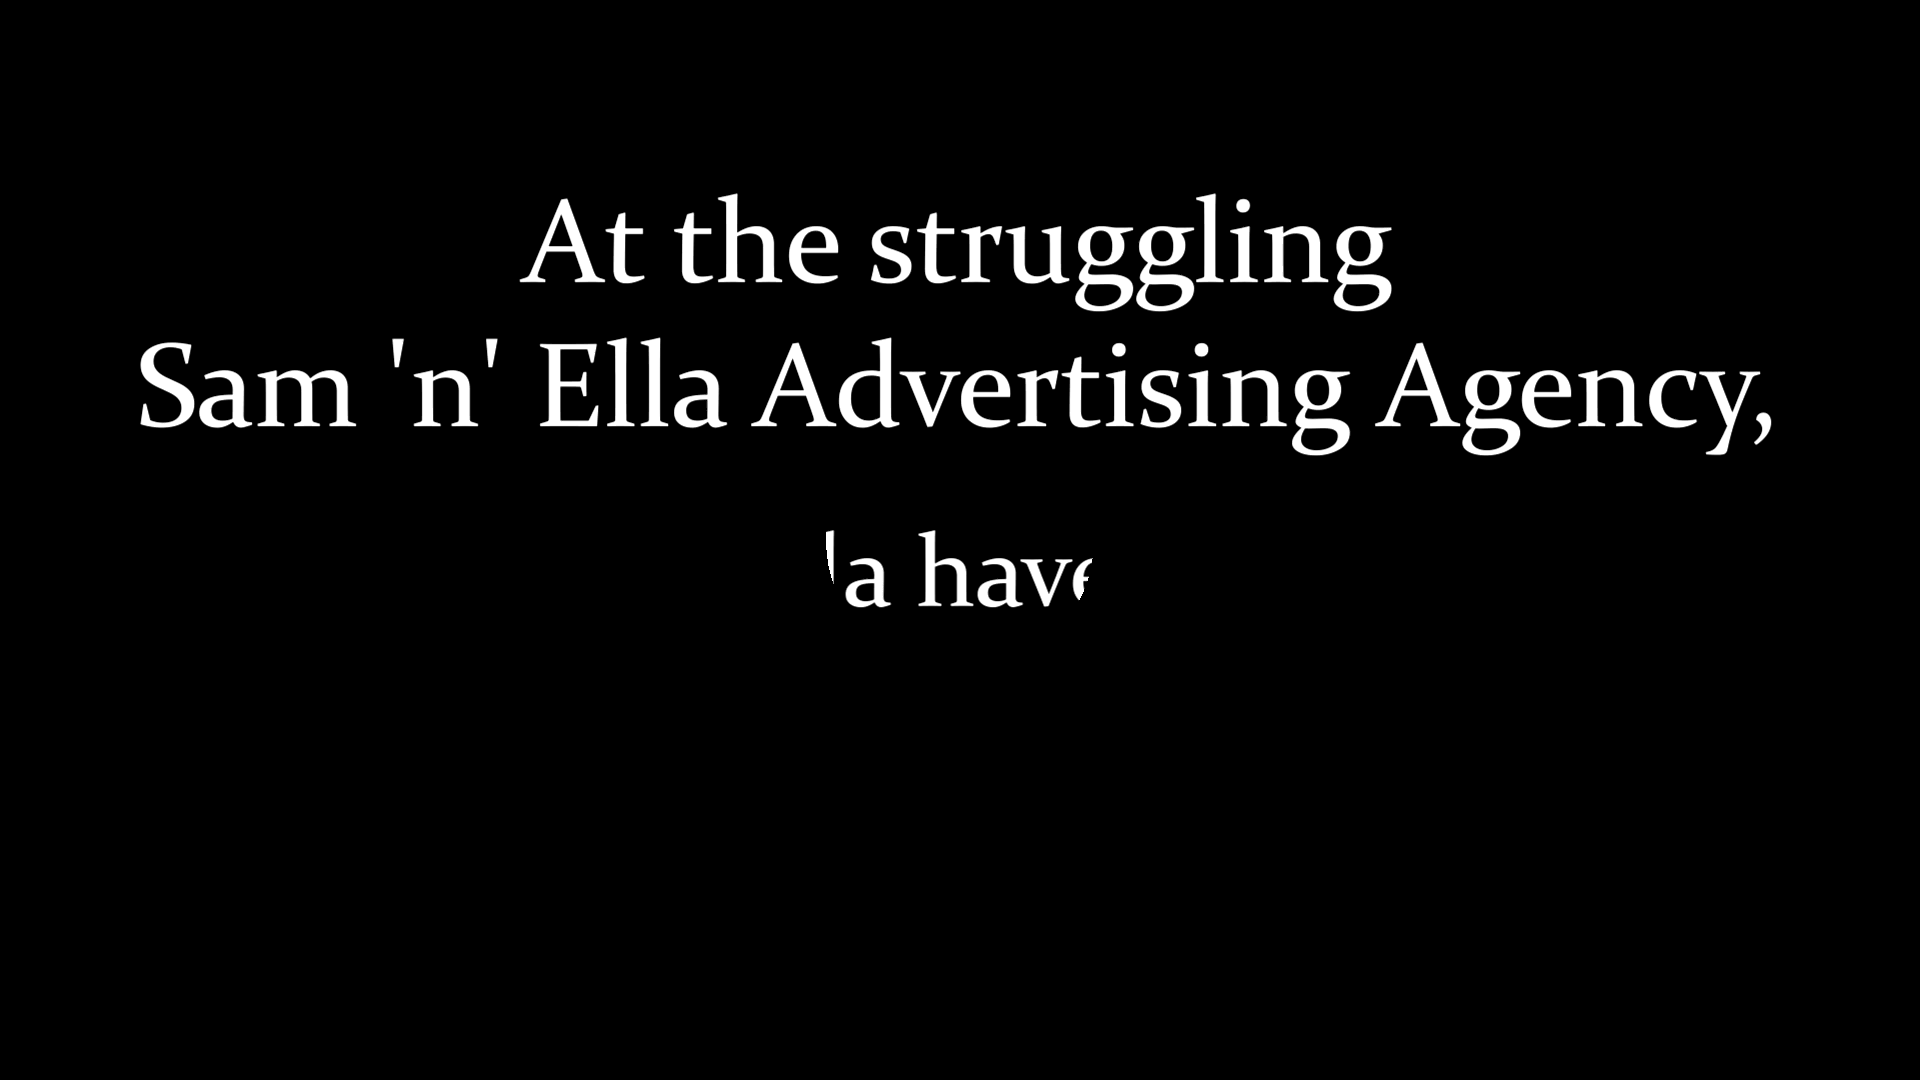 At the struggling
Sam 'n' Ella Advertising Agency,
have